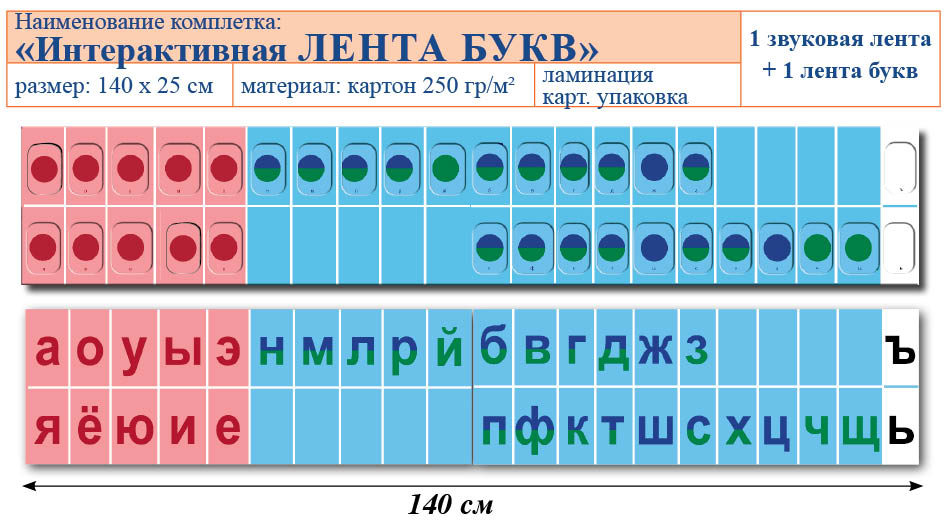 Наименование комплетка:
«Интерактивная ЛЕНТА БУКВ»
размер: 140 х 25 см
материал: картон 250 гр/м²
ламинация
карт. упаковка
1 звуковая лента
+ 1 лента букв
а о у ы э н м л р й б в г д ж з ъ
я ё ю и е п ф к т ш с х ц ч щ ь
140 см